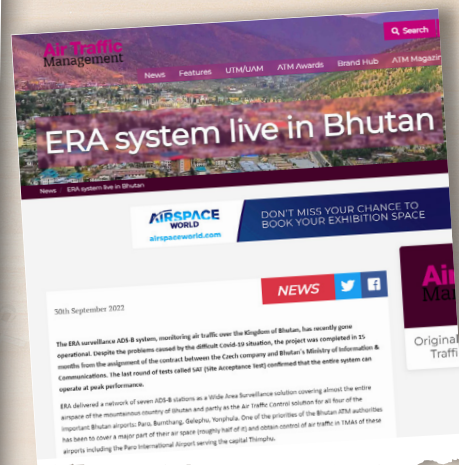 Search
Air Traffic
Management
News Features UTM/UAM ATM Awards Brand Hub ATM Magazin
ERA system live in Bhutan
News / ERA system live in Bhutan
AIRSPACE
WORLD
airspaceworld.com
DON'T MISS YOUR CHANCE TO
BOOK YOUR EXHIBITION SPACE
NEWS
30th September 2022
The ERA surveillance ADS-B system, monitoring air traffic over the Kingdom of Bhutan, has recently gone
operational. Despite the problems caused by the difficult Covid-19 situation, the project was completed in 15
months from the assignment of the contract between the Czech company and Bhutan's Ministry of Information &
Communications. The last round of tests called SAT (Site Acceptance Test) confirmed that the entire system can
operate at peak performance.
ERA delivered a network of seven ADS-B stations as a Wide Area Surveillance solution covering almost the entire
airspace of the mountainous country of Bhutan and partly as the Air Traffic Control solution for all four of the
important Bhutan airports: Paro, Bumthang, Gelephu, Yonphula. One of the priorities of the Bhutan ATM authorities
has been to cover a major part of their air space (roughly half of it) and obtain control of air traffic in TMAs of these
airports including the Paro International Airport serving the capital Thimphu.
Air
Ma
Original
Traffi